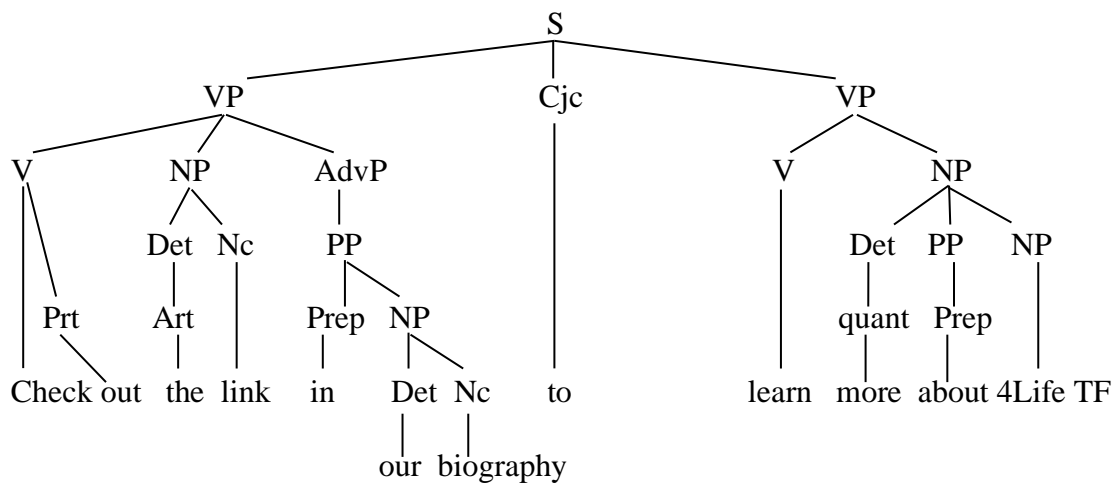 S
VP Cjc VP
V NP AdvP V NP
Det Nc PP Det PP NP
Prt Art Prep NP quant Prep
Check out the link in Det Nc to learn more about 4Life TF
our biography